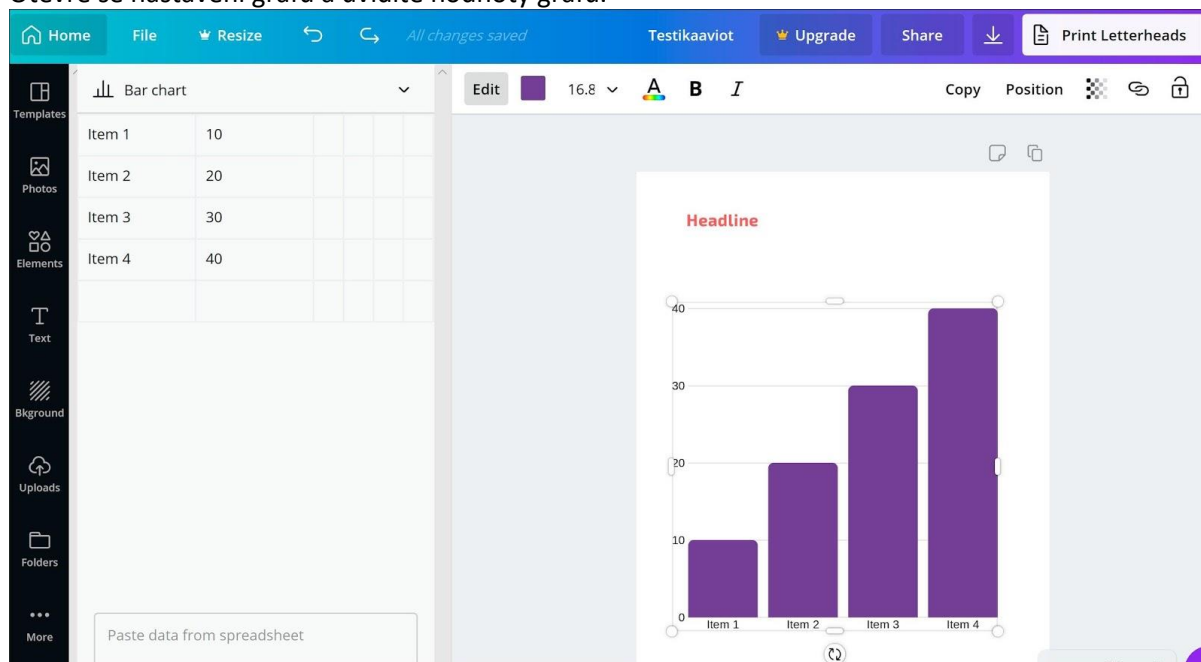 Otevře se nastavení grafu a uvidíte hodnoty grafu.
Home File Resize All changes saved Testikaaviot Upgrade Share Print Letterheads
Templates
Photos
Elements
Text
Bkground
Uploads
Folders
More
Bar chart
Item 1 10
Item 2 20
Item 3 30
Item 4 40
Paste data from spreadsheet
Edit 16.8 A B I Copy Position
Headline
40
30
20
10
0
Item 1 Item 2 Item 3 Item 4